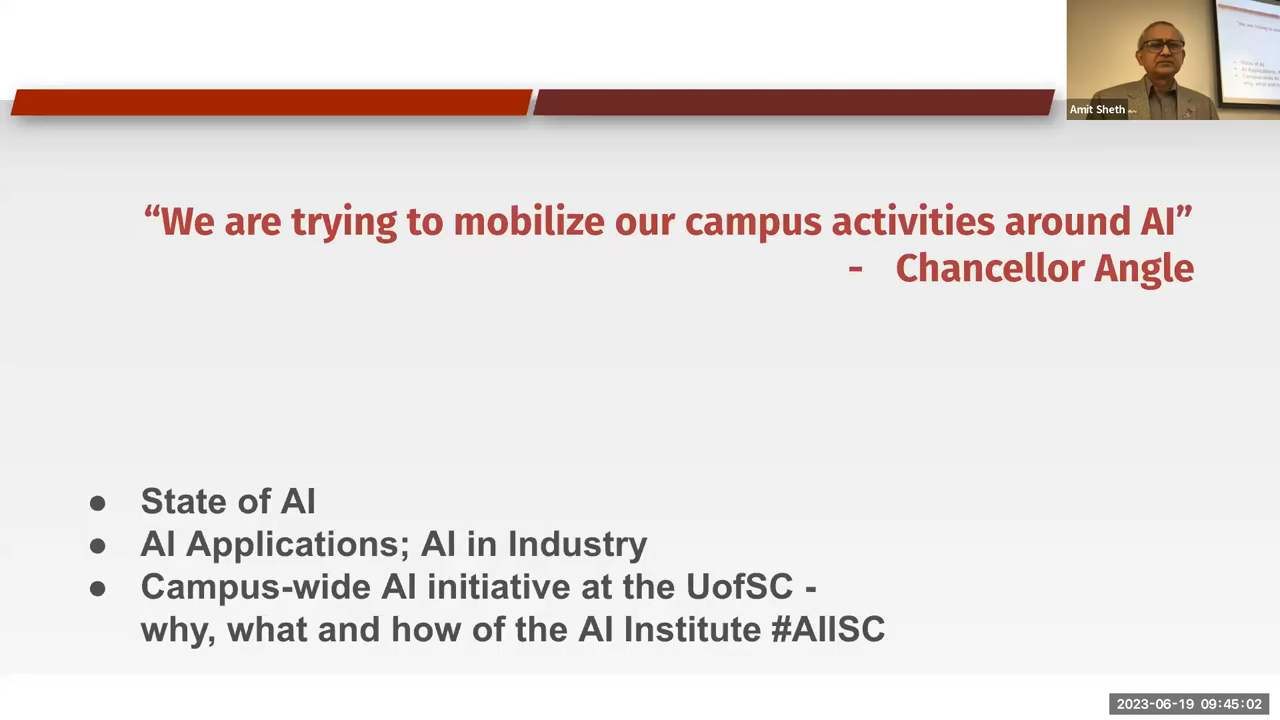 Amit Sheth
“We are trying to mobilize our campus activities around AI”
- Chancellor Angle
● State of AI
● AI Applications; AI in Industry
● Campus-wide AI initiative at the UofSC -
why, what and how of the AI Institute #AIISC
2023-06-19 09:45:02